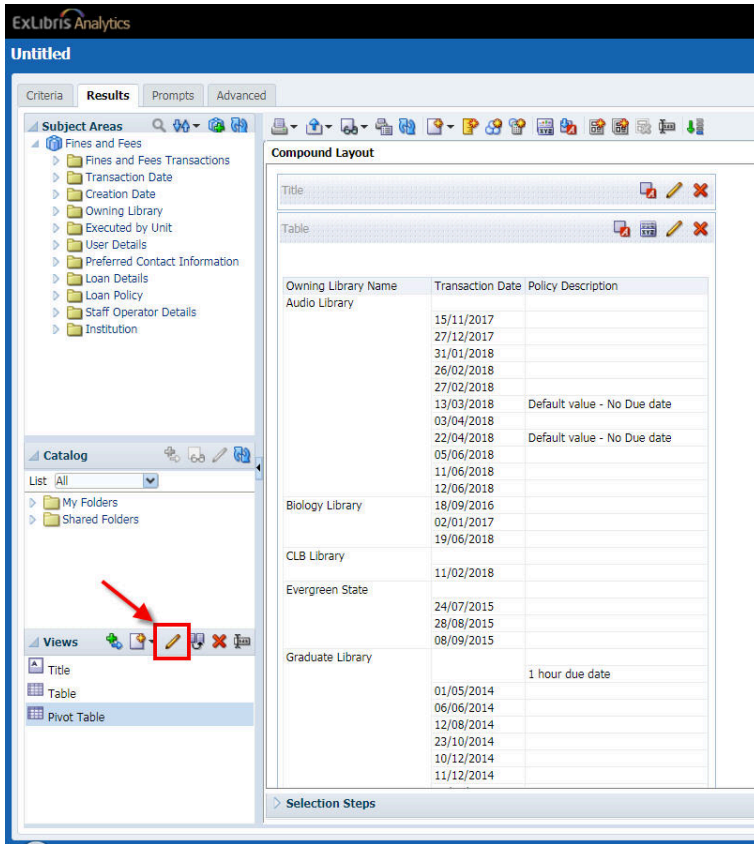 ExLibris Analytics
Untitled
Criteria Results Prompts Advanced
Subject Areas
Fines and Fees
Fines and Fees Transactions
Transaction Date
Creation Date
Owning Library
Executed by Unit
User Details
Preferred Contact Information
Loan Details
Loan Policy
Staff Operator Details
Institution
Catalog
List All
My Folders
Shared Folders
Views
Title
Table
Pivot Table
Compound Layout
Title
Table
Owning Library Name Transaction Date Policy Description
Audio Library
15/11/2017
27/12/2017
31/01/2018
26/02/2018
27/02/2018
13/03/2018 Default value - No Due date
03/04/2018
22/04/2018 Default value - No Due date
05/06/2018
11/06/2018
12/06/2018
Biology Library 18/09/2016
02/01/2017
19/06/2018
CLB Library
11/02/2018
Evergreen State
24/07/2015
28/08/2015
08/09/2015
Graduate Library
1 hour due date
01/05/2014
06/06/2014
12/08/2014
23/10/2014
10/12/2014
11/12/2014
Selection Steps